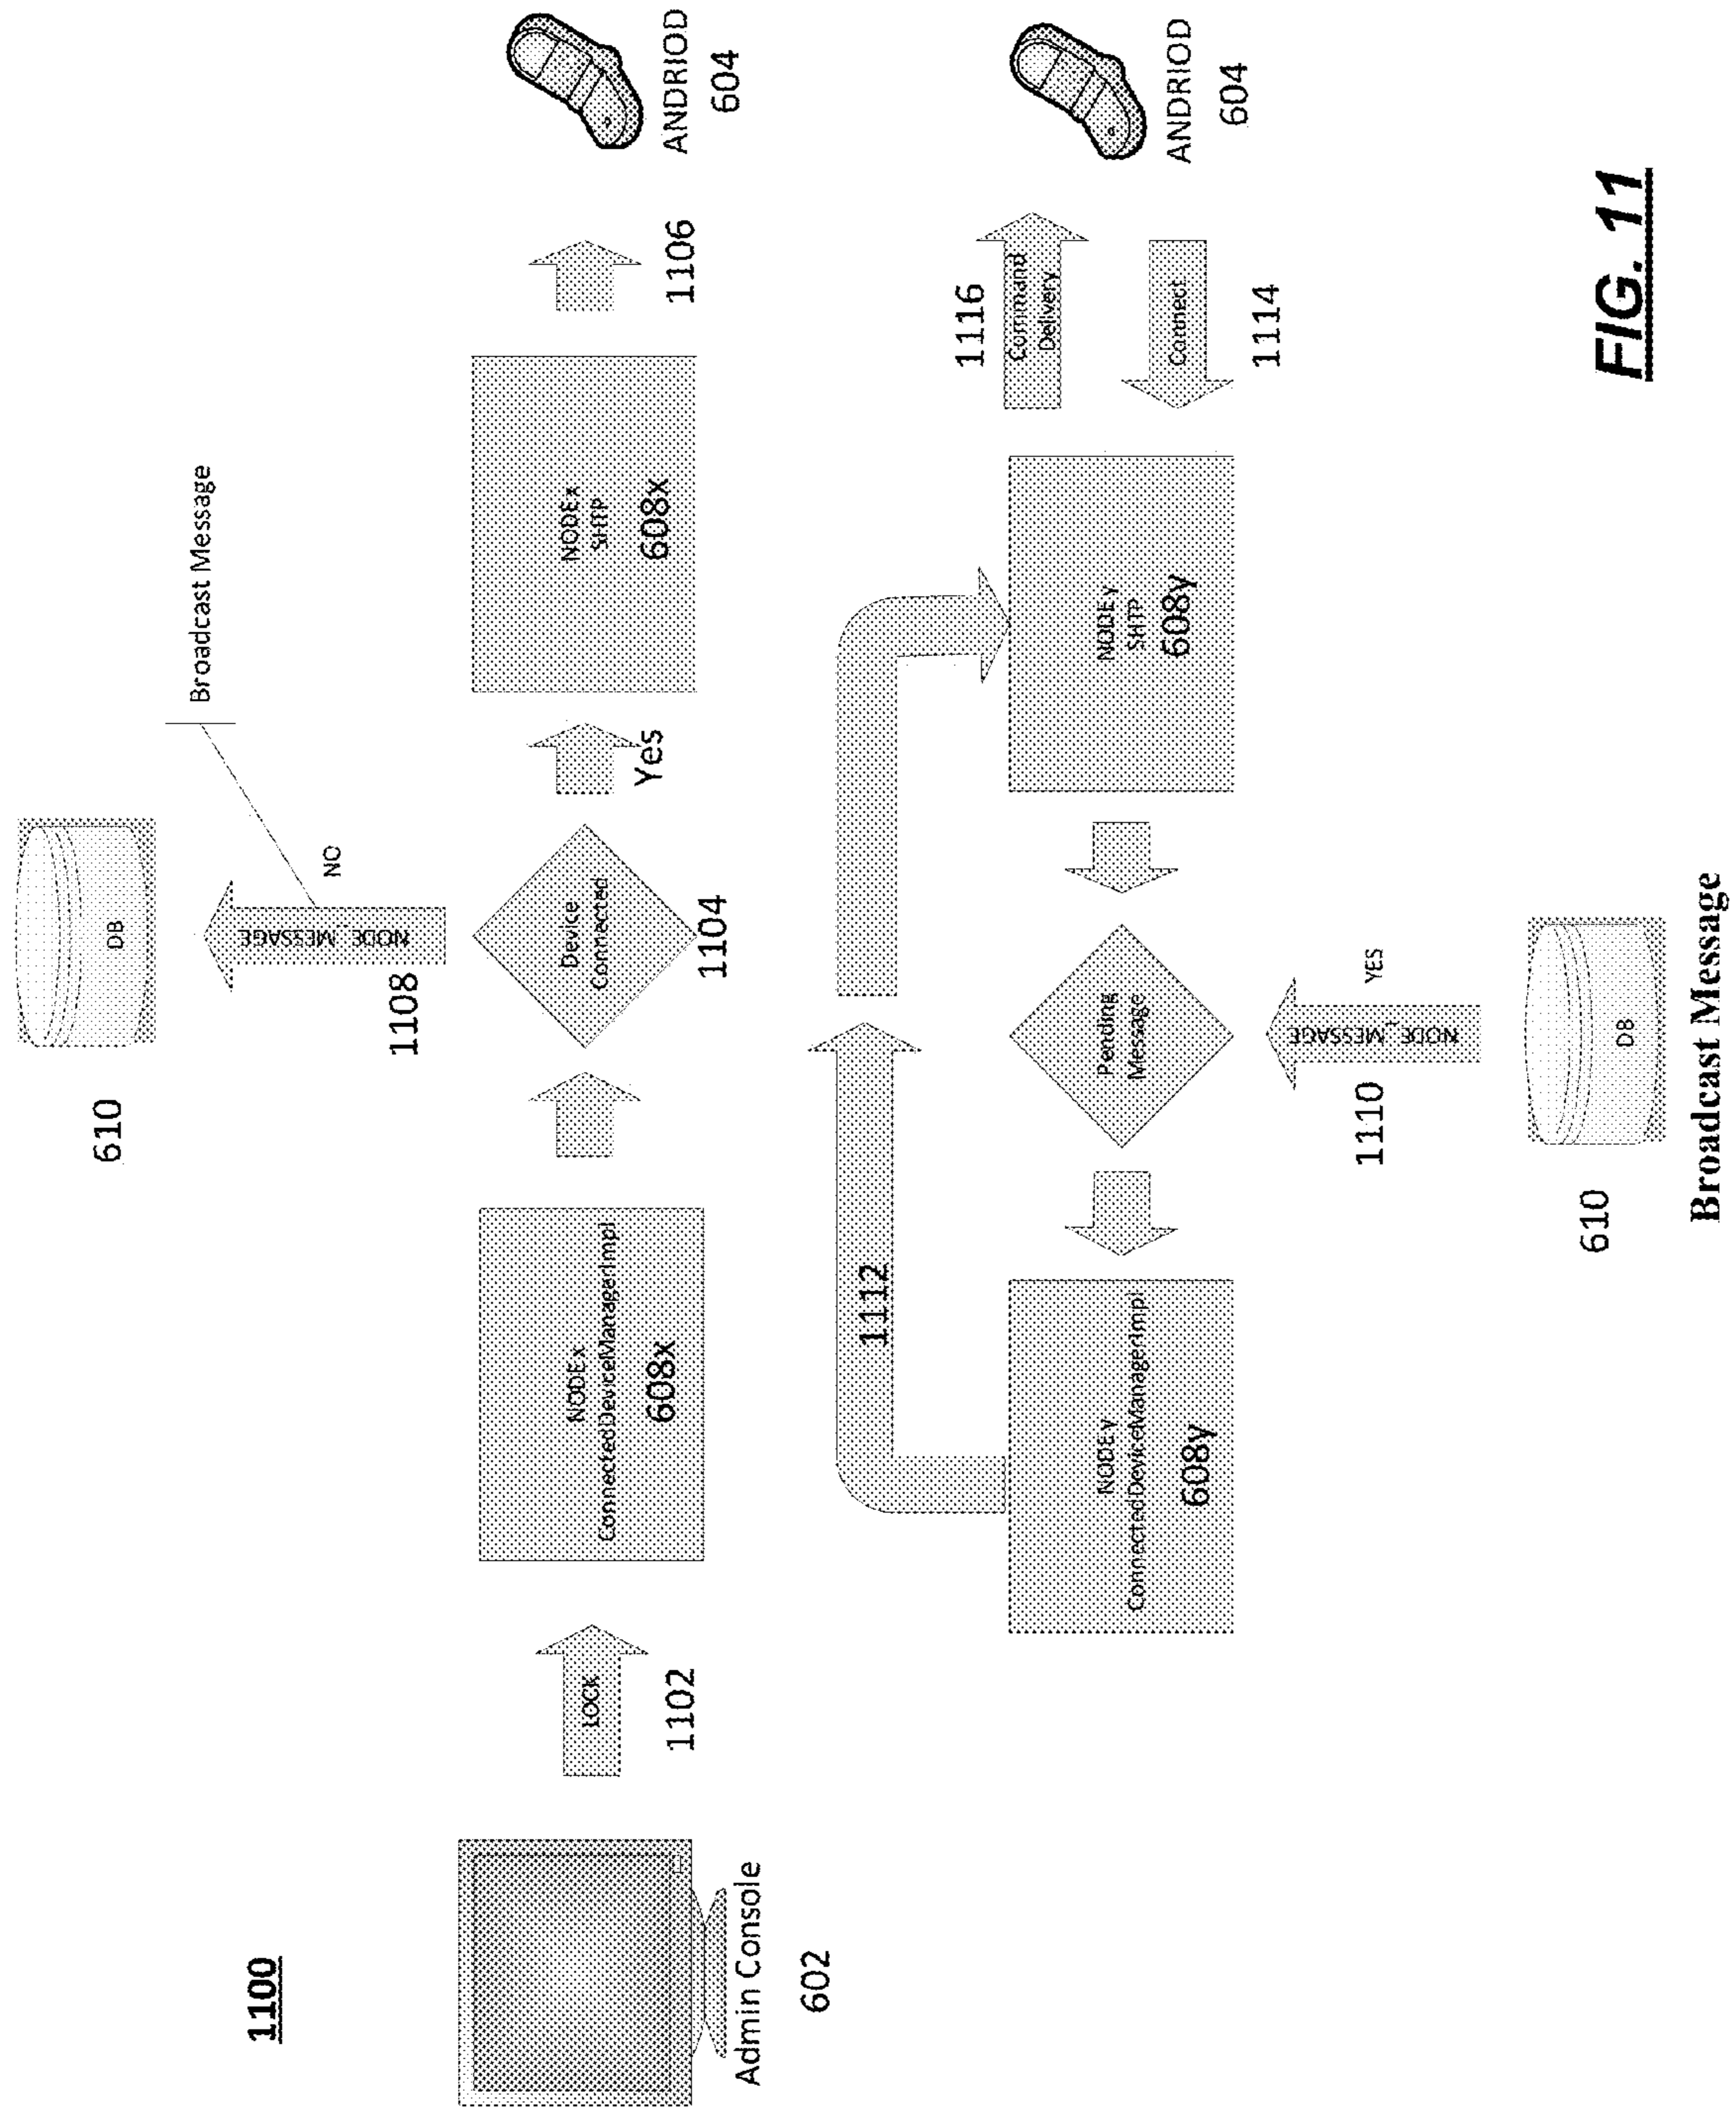 1100
610
DB
NODE_MESSAGE
1108
NO
Broadcast Message
Admin Console
602
LOCK
1102
NODE x
ConnectedDeviceManagerImpl
608x
Device
Connected
1104
Yes
NODE x
SHTP
608x
1106
ANDRIOD
604
1112
NODE y
ConnectedDeviceManagerImpl
608y
Pending
Message
NODE y
SHTP
608y
1116
Command
Delivery
Connect
1114
ANDRIOD
604
1110
NODE_MESSAGE
YES
610
DB
Broadcast Message
FIG. 11